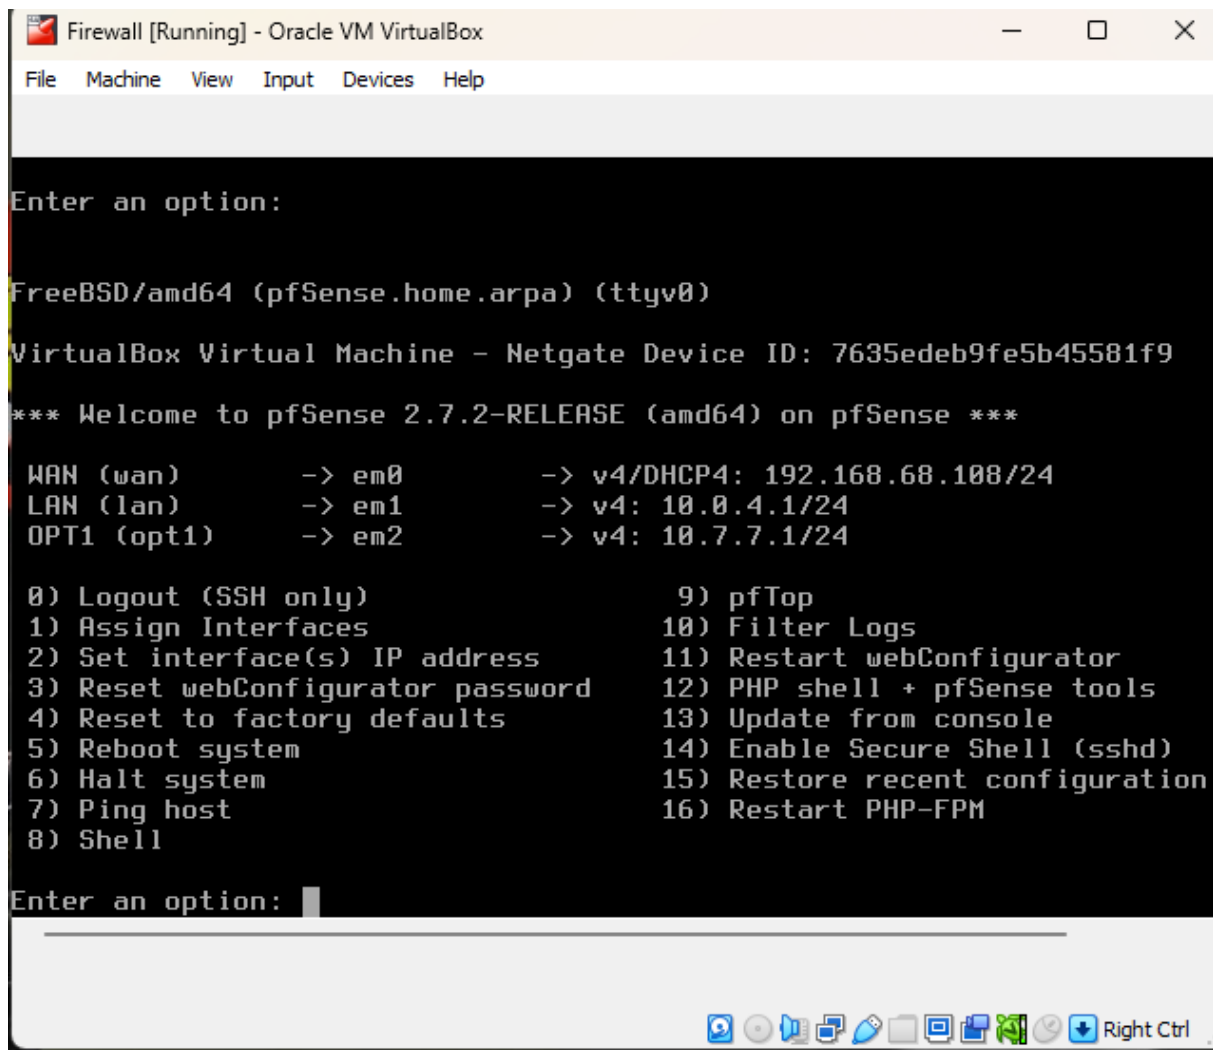 Firewall [Running] - Oracle VM VirtualBox
File Machine View Input Devices Help
Enter an option:
FreeBSD/amd64 (pfSense.home.arpa) (ttyv0)
VirtualBox Virtual Machine - Netgate Device ID: 7635edeb9fe5b45581f9
*** Welcome to pfSense 2.7.2-RELEASE (amd64) on pfSense ***
WAN (wan) -> em0 -> v4/DHCP4: 192.168.68.108/24
LAN (lan) -> em1 -> v4: 10.0.4.1/24
OPT1 (opt1) -> em2 -> v4: 10.7.7.1/24
0) Logout (SSH only) 9) pfTop
1) Assign Interfaces 10) Filter Logs
2) Set interface(s) IP address 11) Restart webConfigurator
3) Reset webConfigurator password 12) PHP shell + pfSense tools
4) Reset to factory defaults 13) Update from console
5) Reboot system 14) Enable Secure Shell (sshd)
6) Halt system 15) Restore recent configuration
7) Ping host 16) Restart PHP-FPM
8) Shell
Enter an option:
Right Ctrl